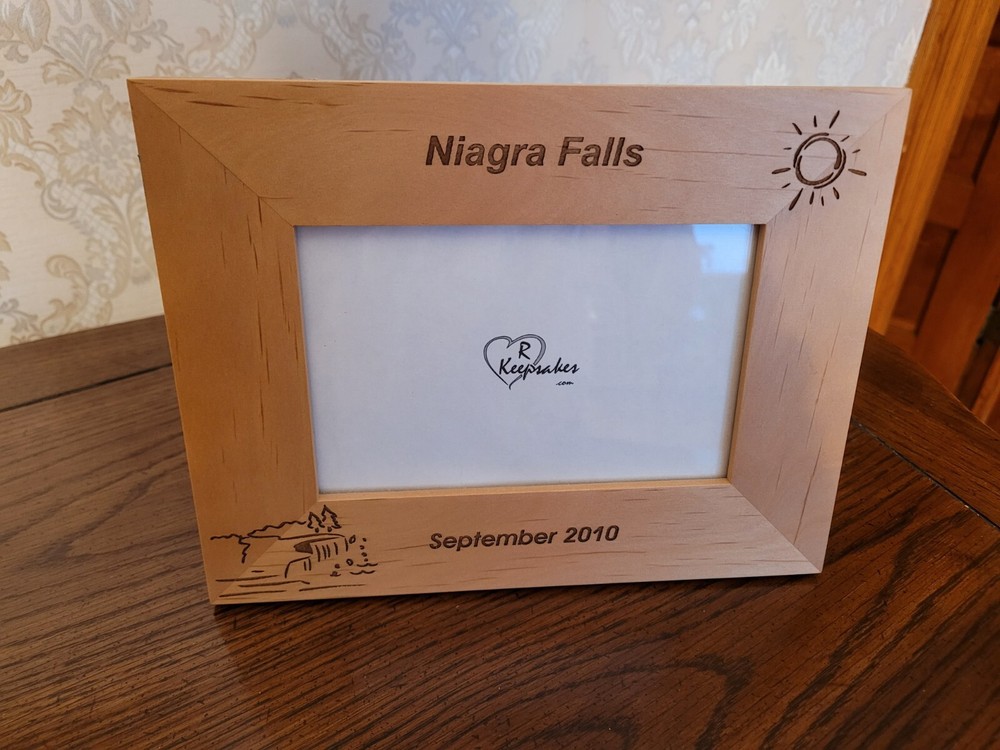 Niagra Falls
R
Keepsakes
.com
September 2010